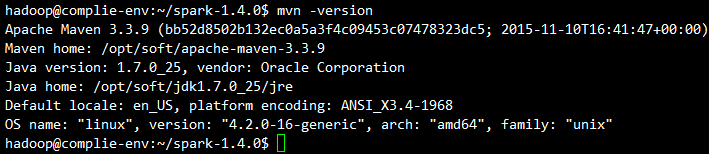 hadoop@complie-env:~/spark-1.4.0$ mvn -version
Apache Maven 3.3.9 (bb52d8502b132ec0a5a3f4c09453c07478323dc5; 2015-11-10T16:41:47+00:00)
Maven home: /opt/soft/apache-maven-3.3.9
Java version: 1.7.0_25, vendor: Oracle Corporation
Java home: /opt/soft/jdk1.7.0_25/jre
Default locale: en_US, platform encoding: ANSI_X3.4-1968
OS name: "linux", version: "4.2.0-16-generic", arch: "amd64", family: "unix"
hadoop@complie-env:~/spark-1.4.0$